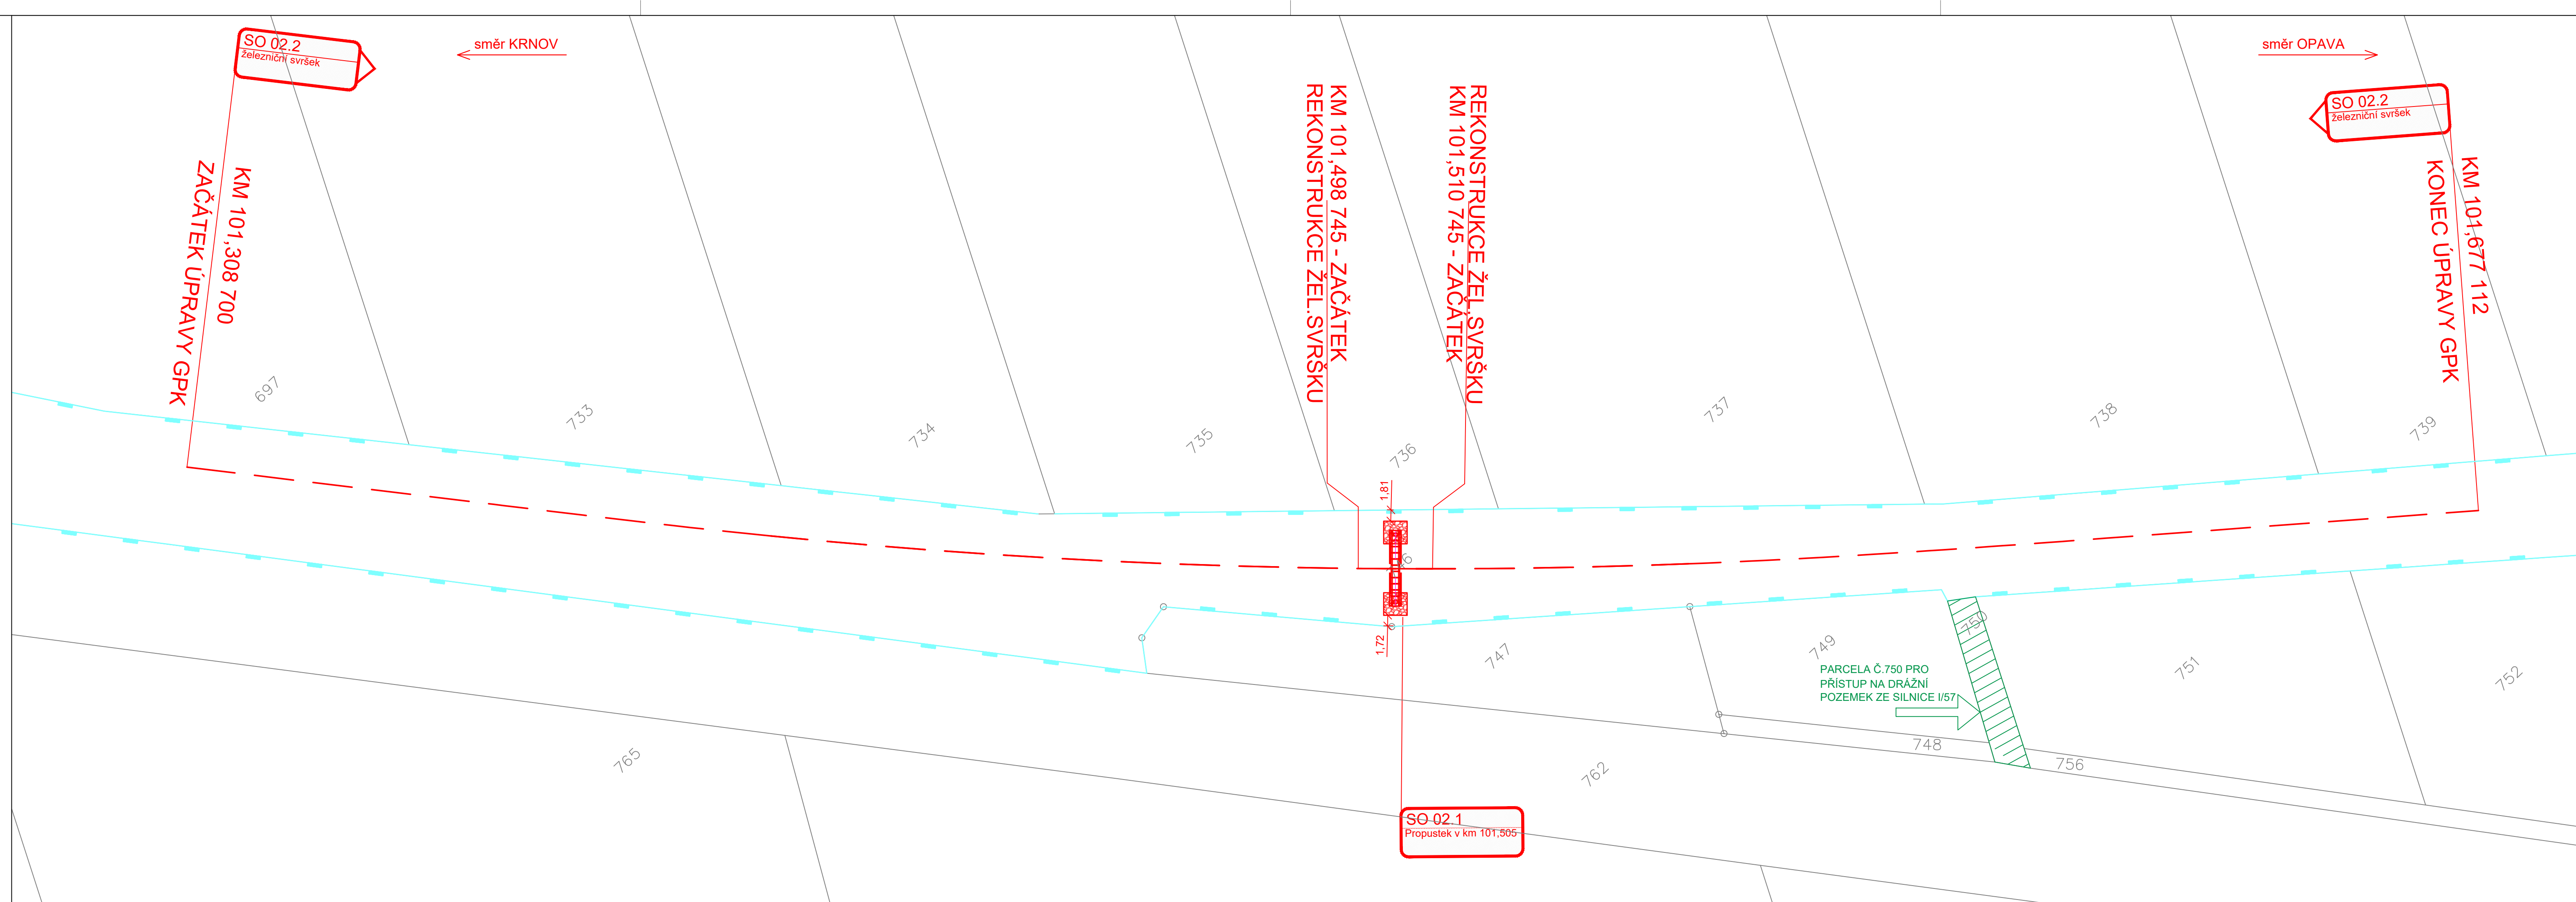 SO 02.2
železniční svršek
směr KRNOV
směr OPAVA
SO 02.2
železniční svršek
KM 101,308 700
ZAČÁTEK ÚPRAVY GPK
KM 101,498 745 - ZAČÁTEK
REKONSTRUKCE ŽEL.SVRŠKU
REKONSTRUKCE ŽEL.SVRŠKU
KM 101,510 745 - ZAČÁTEK
KM 101,677 112
KONEC ÚPRAVY GPK
697
733
734
735
736
737
738
739
1,81
1,72
747
749
750
751
752
PARCELA Č.750 PRO
PŘÍSTUP NA DRÁŽNÍ
POZEMEK ZE SILNICE I/57
748
756
762
765
SO 02.1
Propustek v km 101,505